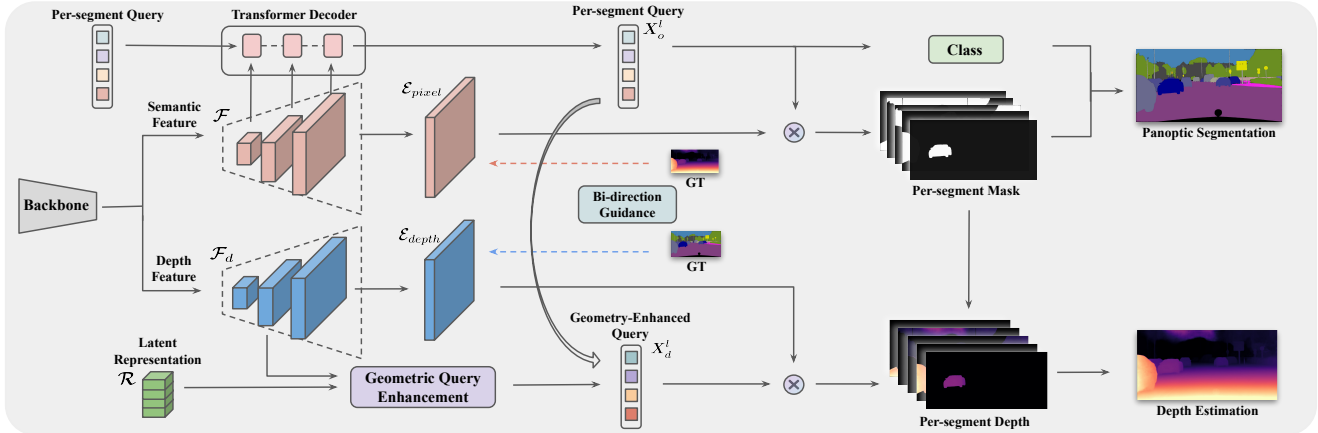 Per-segment Query
Transformer Decoder
Per-segment Query
X_o^l
Class
Panoptic Segmentation
Semantic
Feature
ℱ
ℰ_pixel
GT
Per-segment Mask
Backbone
Bi-direction
Guidance
Depth
Feature
ℱ_d
ℰ_depth
GT
Latent
Representation
ℛ
Geometric Query
Enhancement
Geometry-Enhanced
Query
X_d^l
Per-segment Depth
Depth Estimation